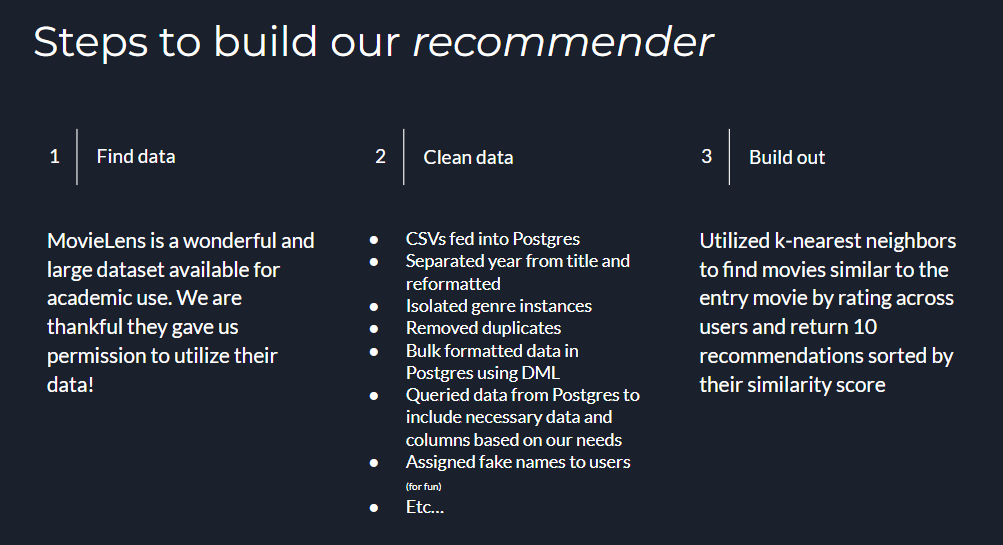 Steps to build our recommender
1 Find data
MovieLens is a wonderful and
large dataset available for
academic use. We are
thankful they gave us
permission to utilize their
data!
2 Clean data
● CSVs fed into Postgres
● Separated year from title and
reformatted
● Isolated genre instances
● Removed duplicates
● Bulk formatted data in
Postgres using DML
● Queried data from Postgres to
include necessary data and
columns based on our needs
● Assigned fake names to users
(for fun)
● Etc...
3 Build out
Utilized k-nearest neighbors
to find movies similar to the
entry movie by rating across
users and return 10
recommendations sorted by
their similarity score